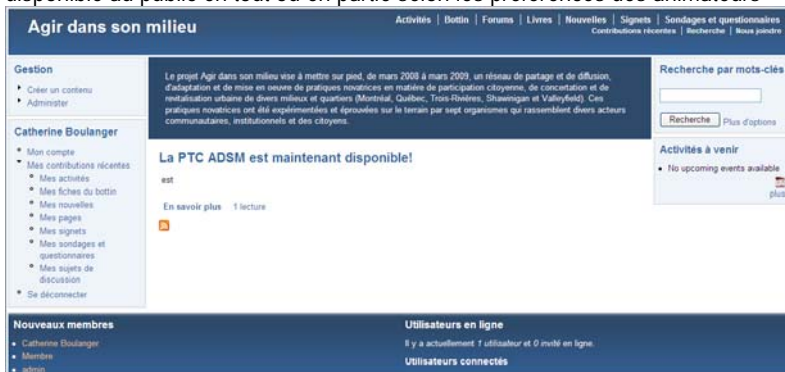 disponible au public en tout ou en partie selon les préférences des animateurs
Agir dans son milieu
Activités | Bottin | Forums | Livres | Nouvelles | Signets | Sondages et questionnaires
Contributions récentes | Recherche | Nous joindre
Gestion
Créer un contenu
Administer
Catherine Boulanger
Mon compte
Mes contributions récentes
Mes activités
Mes fiches du bottin
Mes nouvelles
Mes pages
Mes signets
Mes sondages et
questionnaires
Mes sujets de
discussion
Se déconnecter
Le projet Agir dans son milieu vise à mettre sur pied, de mars 2008 à mars 2009, un réseau de partage et de diffusion,
d'adaptation et de mise en oeuvre de pratiques novatrices en matière de participation citoyenne, de concertation et de
revitalisation urbaine de divers milieux et quartiers (Montréal, Québec, Trois-Rivières, Shawinigan et Valleyfield). Ces
pratiques novatrices ont été expérimentées et éprouvées sur le terrain par sept organismes qui rassemblent divers acteurs
communautaires, institutionnels et des citoyens.
La PTC ADSM est maintenant disponible!
est
En savoir plus 1 lecture
Recherche par mots-clés
Recherche Plus d'options
Activités à venir
No upcoming events available
plus
Nouveaux membres
Catherine Boulanger
Membre
admin
Utilisateurs en ligne
Il y a actuellement 1 utilisateur et 0 invité en ligne.
Utilisateurs connectés